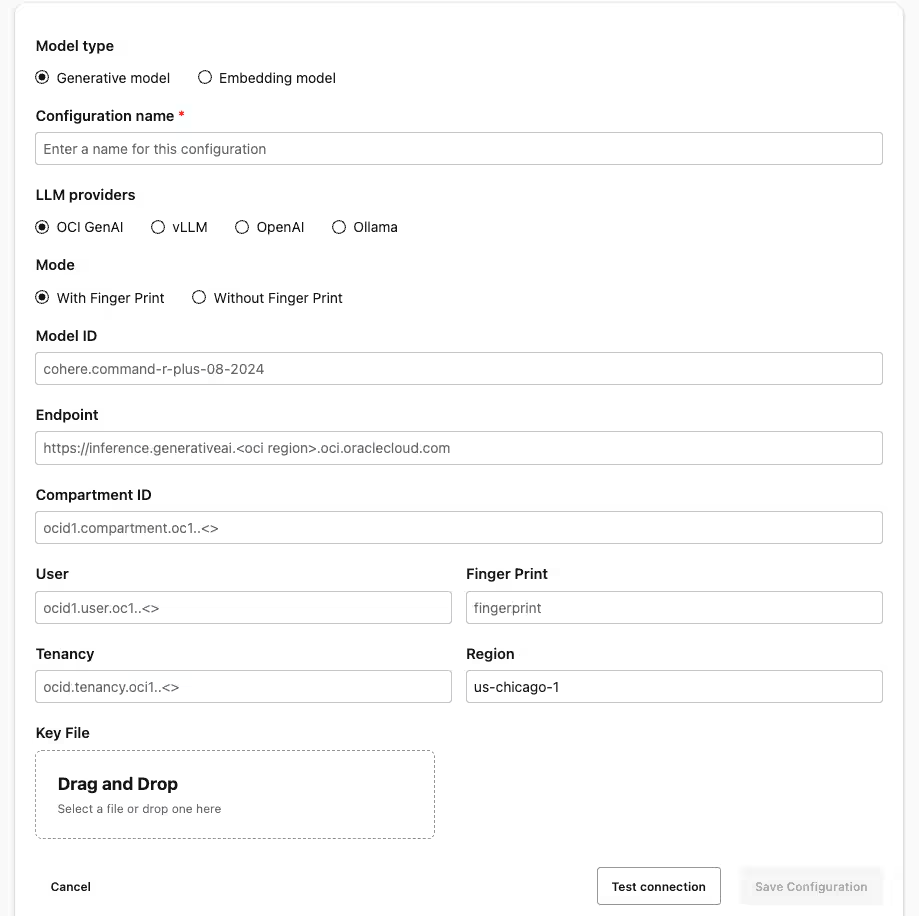 Model type
Generative model Embedding model
Configuration name *
Enter a name for this configuration
LLM providers
OCI GenAI vLLM OpenAI Ollama
Mode
With Finger Print Without Finger Print
Model ID
cohere.command-r-plus-08-2024
Endpoint
https://inference.generativeai.<oci region>.oci.oraclecloud.com
Compartment ID
ocid1.compartment.oc1..<>
User Finger Print
ocid1.user.oc1..<> fingerprint
Tenancy Region
ocid.tenancy.oci1..<> us-chicago-1
Key File
Drag and Drop
Select a file or drop one here
Cancel Test connection Save Configuration